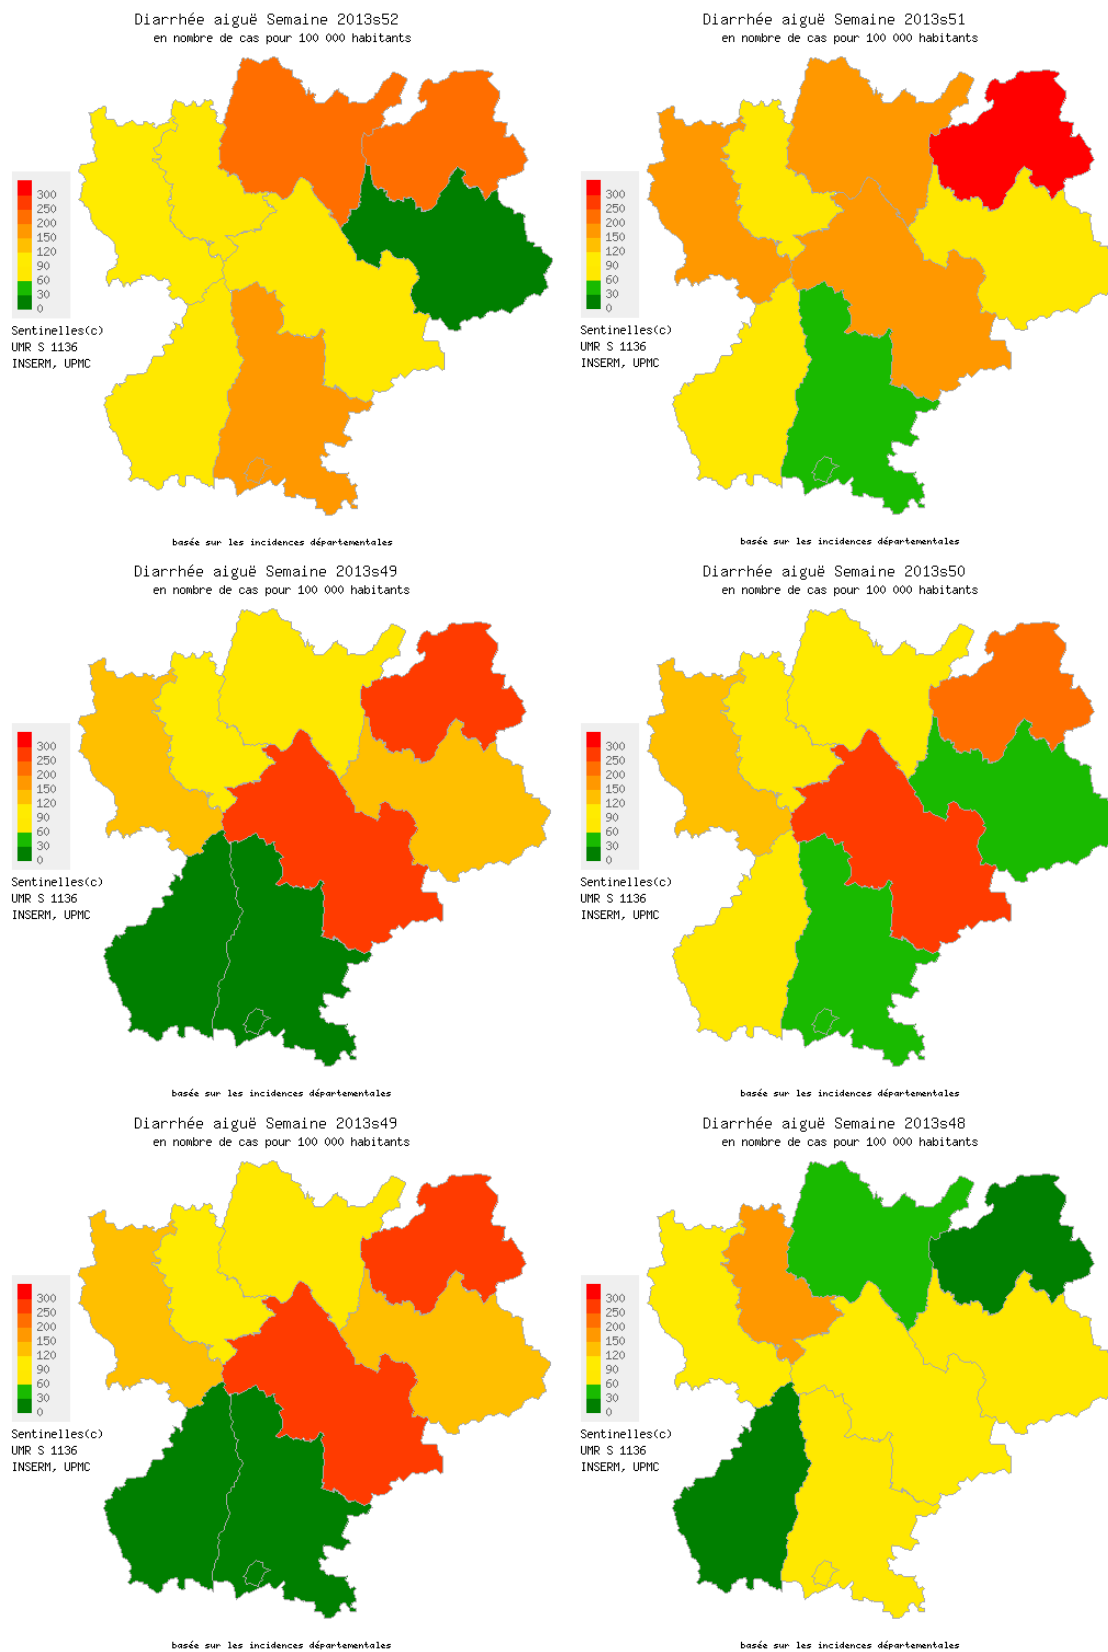 Diarrhée aiguë Semaine 2013s52
en nombre de cas pour 100 000 habitants
300
250
200
150
120
90
60
30
0
Sentinelles(c)
UMR S 1136
INSERM, UPMC
basée sur les incidences départementales
Diarrhée aiguë Semaine 2013s51
en nombre de cas pour 100 000 habitants
300
250
200
150
120
90
60
30
0
Sentinelles(c)
UMR S 1136
INSERM, UPMC
basée sur les incidences départementales
Diarrhée aiguë Semaine 2013s49
en nombre de cas pour 100 000 habitants
300
250
200
150
120
90
60
30
0
Sentinelles(c)
UMR S 1136
INSERM, UPMC
basée sur les incidences départementales
Diarrhée aiguë Semaine 2013s50
en nombre de cas pour 100 000 habitants
300
250
200
150
120
90
60
30
0
Sentinelles(c)
UMR S 1136
INSERM, UPMC
basée sur les incidences départementales
Diarrhée aiguë Semaine 2013s49
en nombre de cas pour 100 000 habitants
300
250
200
150
120
90
60
30
0
Sentinelles(c)
UMR S 1136
INSERM, UPMC
basée sur les incidences départementales
Diarrhée aiguë Semaine 2013s48
en nombre de cas pour 100 000 habitants
300
250
200
150
120
90
60
30
0
Sentinelles(c)
UMR S 1136
INSERM, UPMC
basée sur les incidences départementales